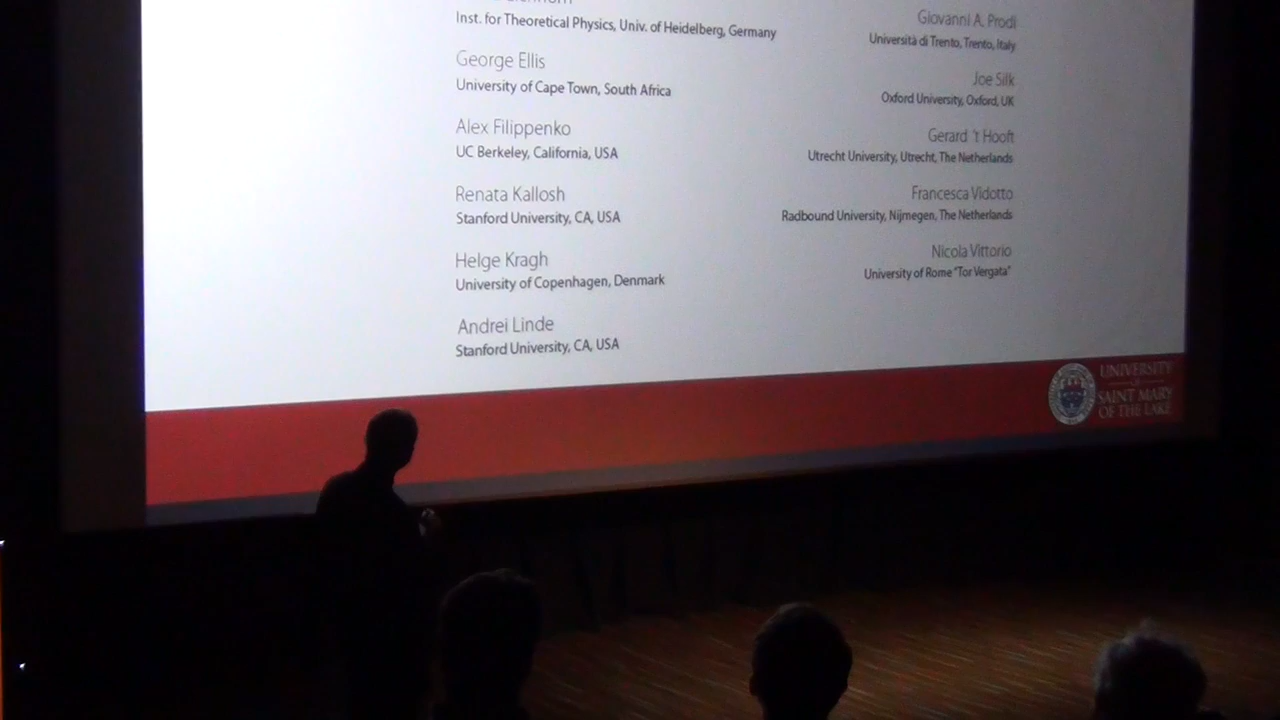 Inst. for Theoretical Physics, Univ. of Heidelberg, Germany
George Ellis
University of Cape Town, South Africa
Alex Filippenko
UC Berkeley, California, USA
Renata Kallosh
Stanford University, CA, USA
Helge Kragh
University of Copenhagen, Denmark
Andrei Linde
Stanford University, CA, USA
Giovanni A. Prodi
Università di Trento, Trento, Italy
Joe Silk
Oxford University, Oxford, UK
Gerard 't Hooft
Utrecht University, Utrecht, The Netherlands
Francesca Vidotto
Radbound University, Nijmegen, The Netherlands
Nicola Vittorio
University of Rome "Tor Vergata"
UNIVERSITY
OF
SAINT MARY
OF THE LAKE